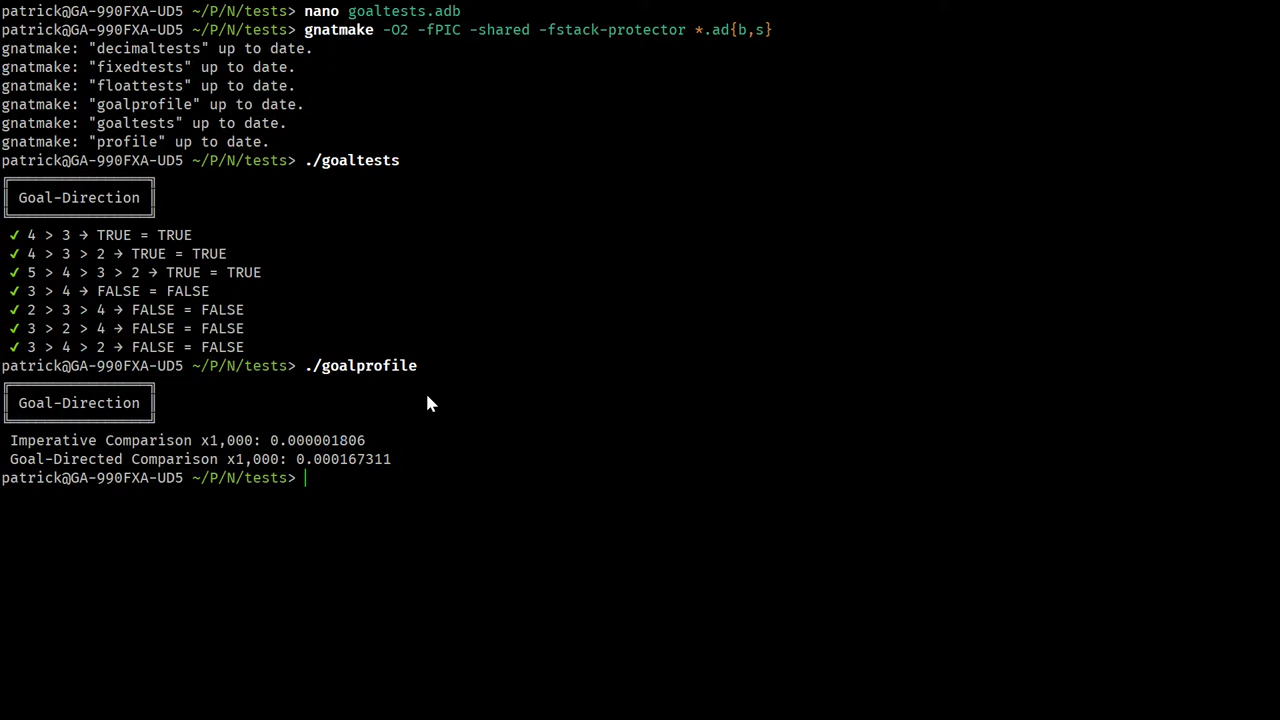 patrick@GA-990FXA-UD5 ~/P/N/tests> nano goaltests.adb
patrick@GA-990FXA-UD5 ~/P/N/tests> gnatmake -O2 -fPIC -shared -fstack-protector *.ad{b,s}
gnatmake: "decimaltests" up to date.
gnatmake: "fixedtests" up to date.
gnatmake: "floattests" up to date.
gnatmake: "goalprofile" up to date.
gnatmake: "goaltests" up to date.
gnatmake: "profile" up to date.
patrick@GA-990FXA-UD5 ~/P/N/tests> ./goaltests
Goal-Direction
✔ 4 > 3 → TRUE = TRUE
✔ 4 > 3 > 2 → TRUE = TRUE
✔ 5 > 4 > 3 > 2 → TRUE = TRUE
✔ 3 > 4 → FALSE = FALSE
✔ 2 > 3 > 4 → FALSE = FALSE
✔ 3 > 2 > 4 → FALSE = FALSE
✔ 3 > 4 > 2 → FALSE = FALSE
patrick@GA-990FXA-UD5 ~/P/N/tests> ./goalprofile
Goal-Direction
Imperative Comparison x1,000: 0.000001806
Goal-Directed Comparison x1,000: 0.000167311
patrick@GA-990FXA-UD5 ~/P/N/tests>